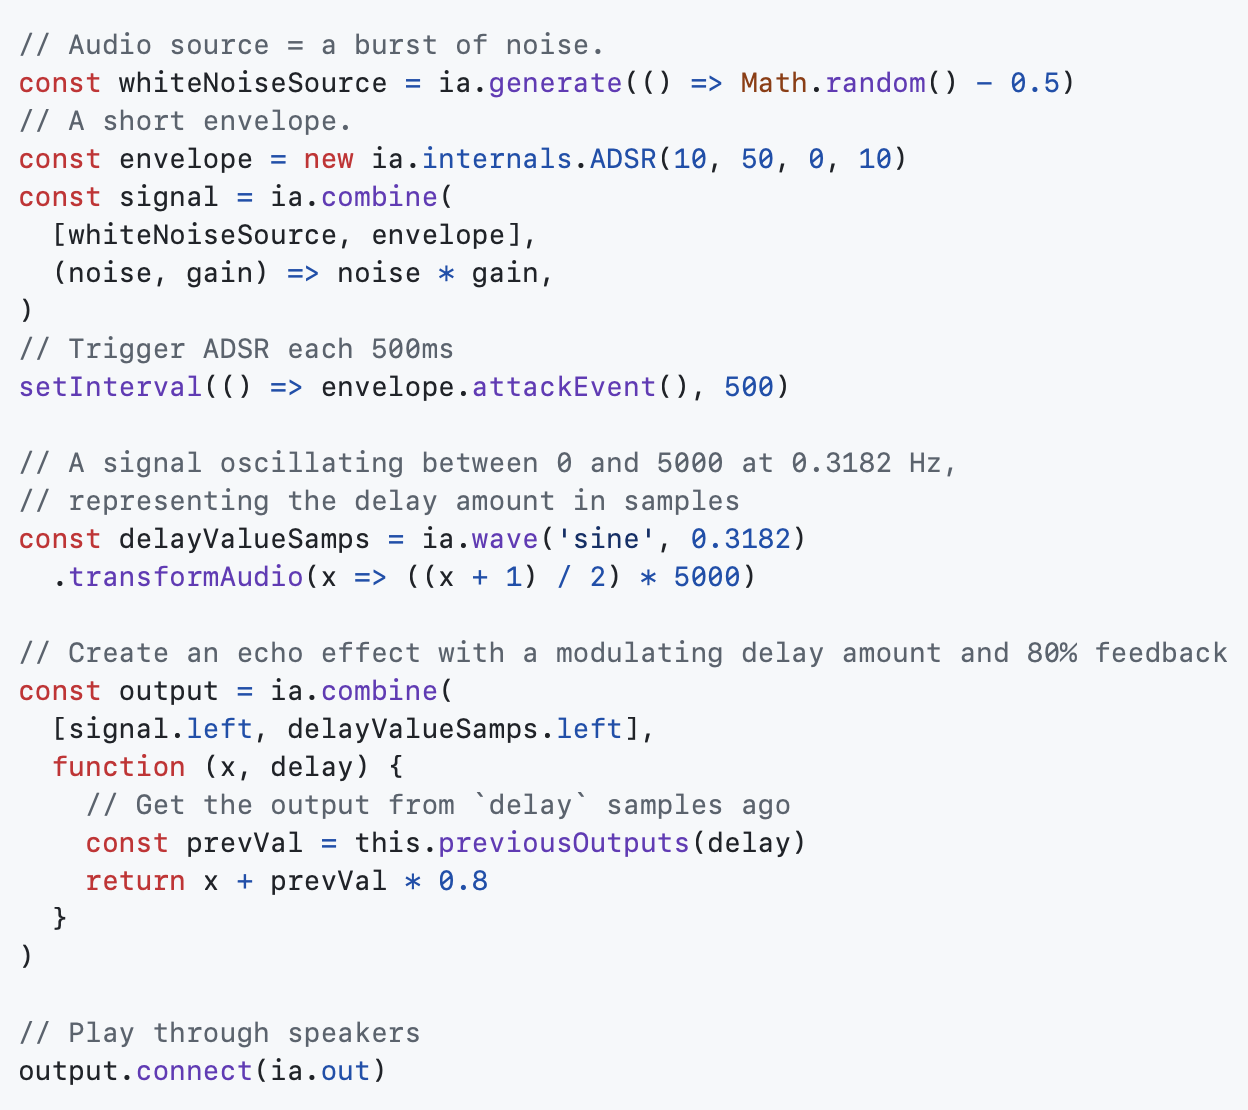 // Audio source = a burst of noise.
const whiteNoiseSource = ia.generate(() => Math.random() - 0.5)
// A short envelope.
const envelope = new ia.internals.ADSR(10, 50, 0, 10)
const signal = ia.combine(
  [whiteNoiseSource, envelope],
  (noise, gain) => noise * gain,
)
// Trigger ADSR each 500ms
setInterval(() => envelope.attackEvent(), 500)

// A signal oscillating between 0 and 5000 at 0.3182 Hz,
// representing the delay amount in samples
const delayValueSamps = ia.wave('sine', 0.3182)
  .transformAudio(x => ((x + 1) / 2) * 5000)

// Create an echo effect with a modulating delay amount and 80% feedback
const output = ia.combine(
  [signal.left, delayValueSamps.left],
  function (x, delay) {
    // Get the output from `delay` samples ago
    const prevVal = this.previousOutputs(delay)
    return x + prevVal * 0.8
  }
)

// Play through speakers
output.connect(ia.out)